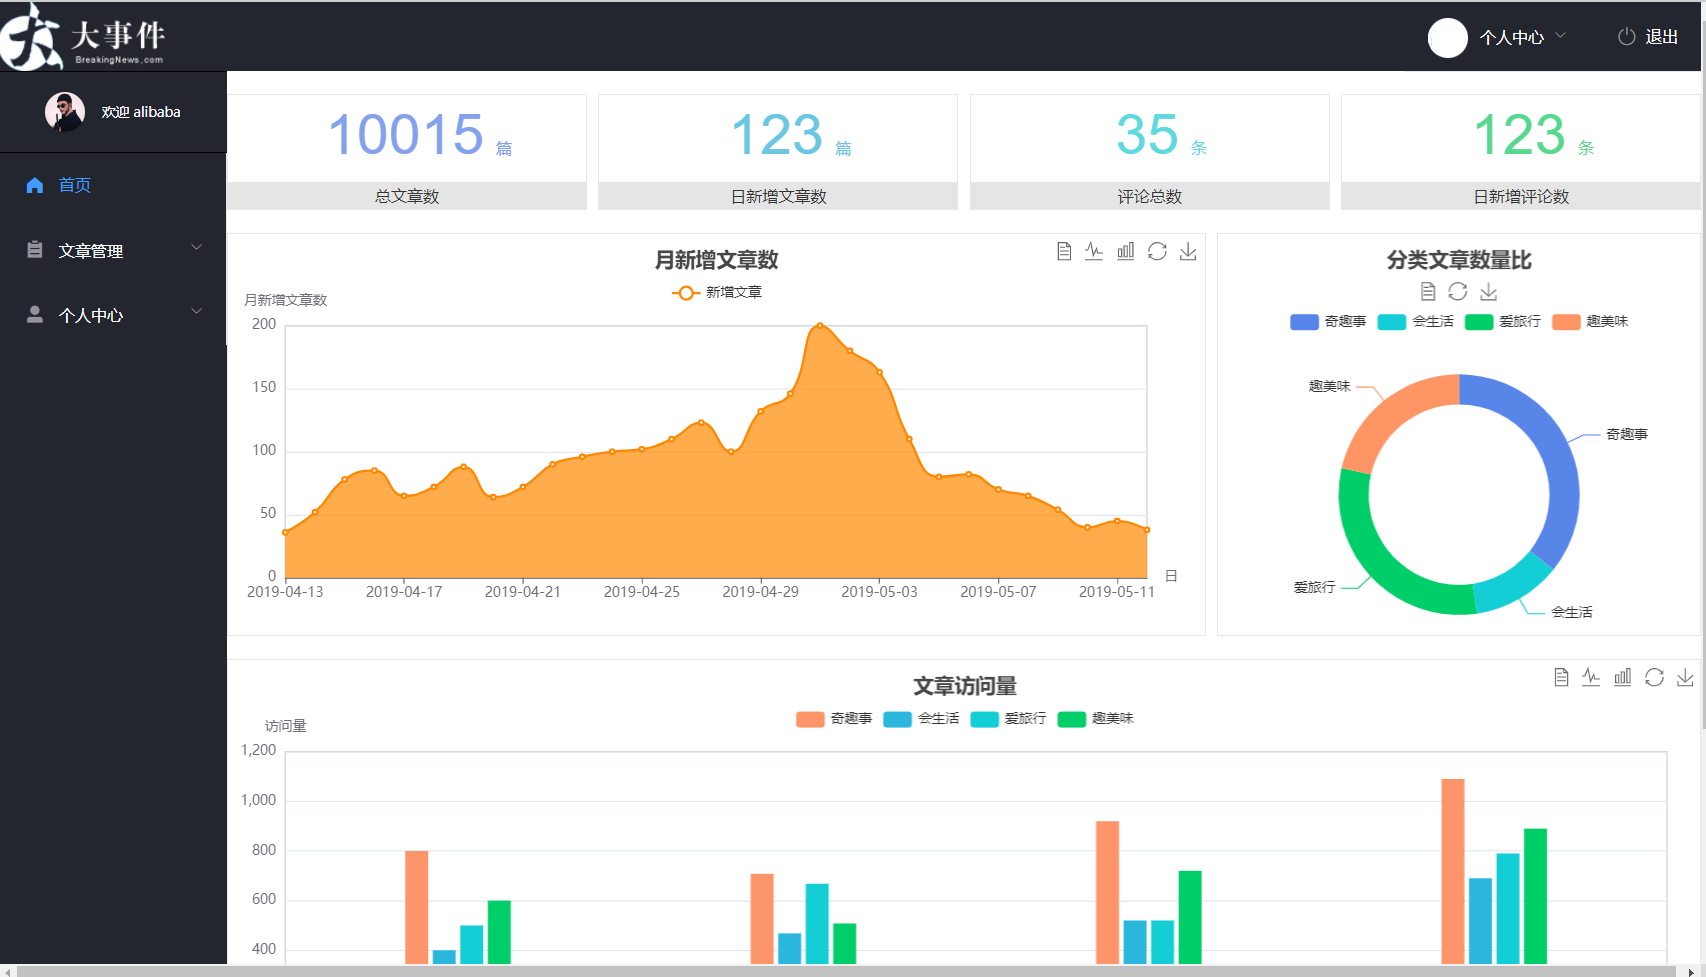 大事件
BreakingNews.com
个人中心
退出
欢迎 alibaba
首页
文章管理
个人中心
10015 篇
总文章数
123 篇
日新增文章数
35 条
评论总数
123 条
日新增评论数
月新增文章数
新增文章
月新增文章数
200
150
100
50
0
2019-04-13 2019-04-17 2019-04-21 2019-04-25 2019-04-29 2019-05-03 2019-05-07 2019-05-11
日
分类文章数量比
奇趣事 会生活 爱旅行 趣美味
趣美味
奇趣事
爱旅行
会生活
文章访问量
奇趣事 会生活 爱旅行 趣美味
访问量
1,200
1,000
800
600
400